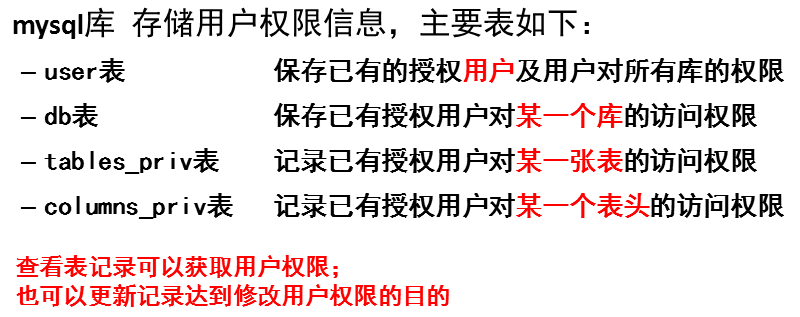 mysql库 存储用户权限信息，主要表如下：
– user表 保存已有的授权用户及用户对所有库的权限
– db表 保存已有授权用户对某一个库的访问权限
– tables_priv表 记录已有授权用户对某一张表的访问权限
– columns_priv表 记录已有授权用户对某一个表头的访问权限
查看表记录可以获取用户权限；
也可以更新记录达到修改用户权限的目的